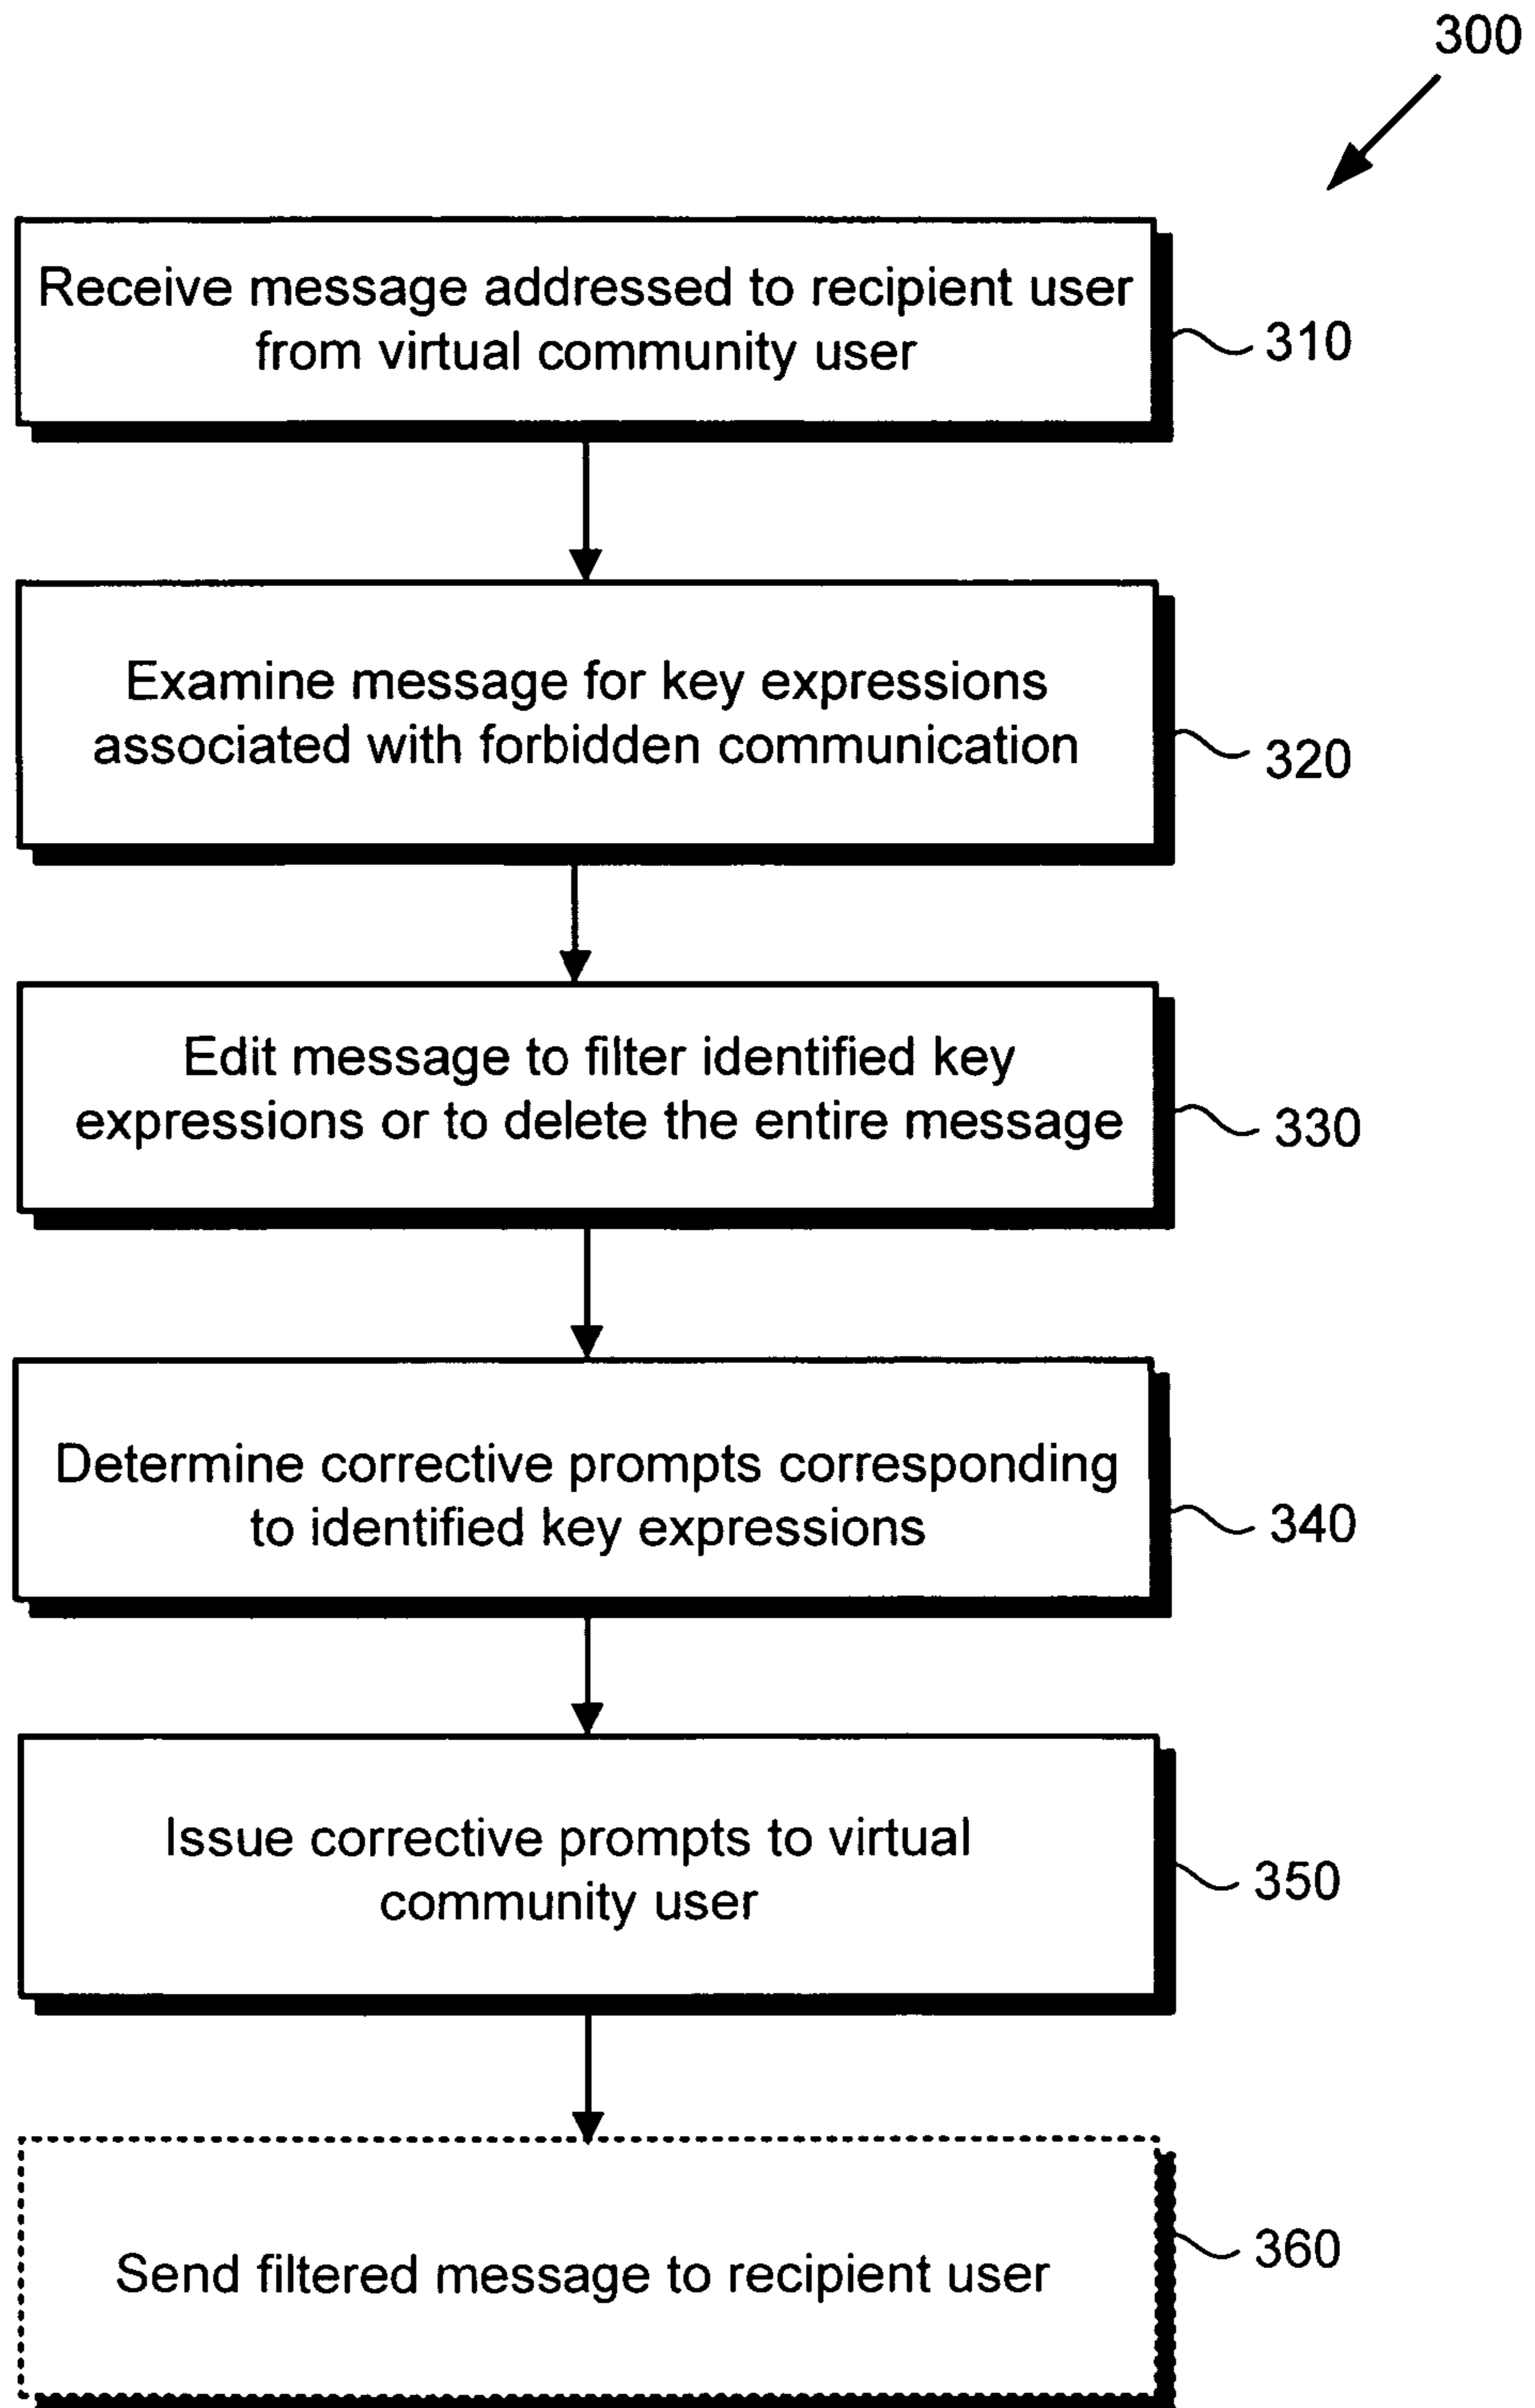 300
Receive message addressed to recipient user
from virtual community user
310
Examine message for key expressions
associated with forbidden communication
320
Edit message to filter identified key
expressions or to delete the entire message
330
Determine corrective prompts corresponding
to identified key expressions
340
Issue corrective prompts to virtual
community user
350
Send filtered message to recipient user
360